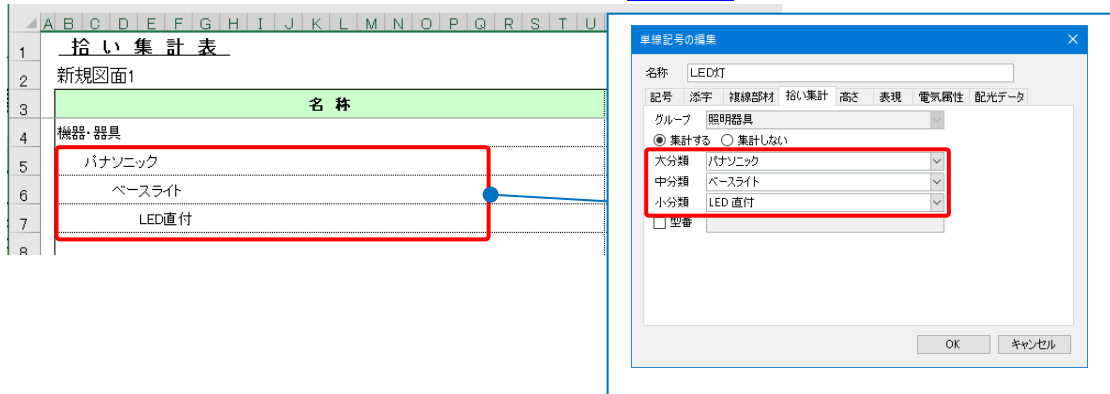 A B C D E F G H I J K L M N O P Q R S T U
1 拾い集計表
2 新規図面1
3 名称
4 機器・器具
5 パナソニック
6 ベースライト
7 LED直付
8
単線記号の編集 ×
名称 LED灯
記号 添字 複線部材 拾い集計 高さ 表現 電気属性 配光データ
グループ 照明器具
集計する 集計しない
大分類 パナソニック
中分類 ベースライト
小分類 LED 直付
型番
OK キャンセル